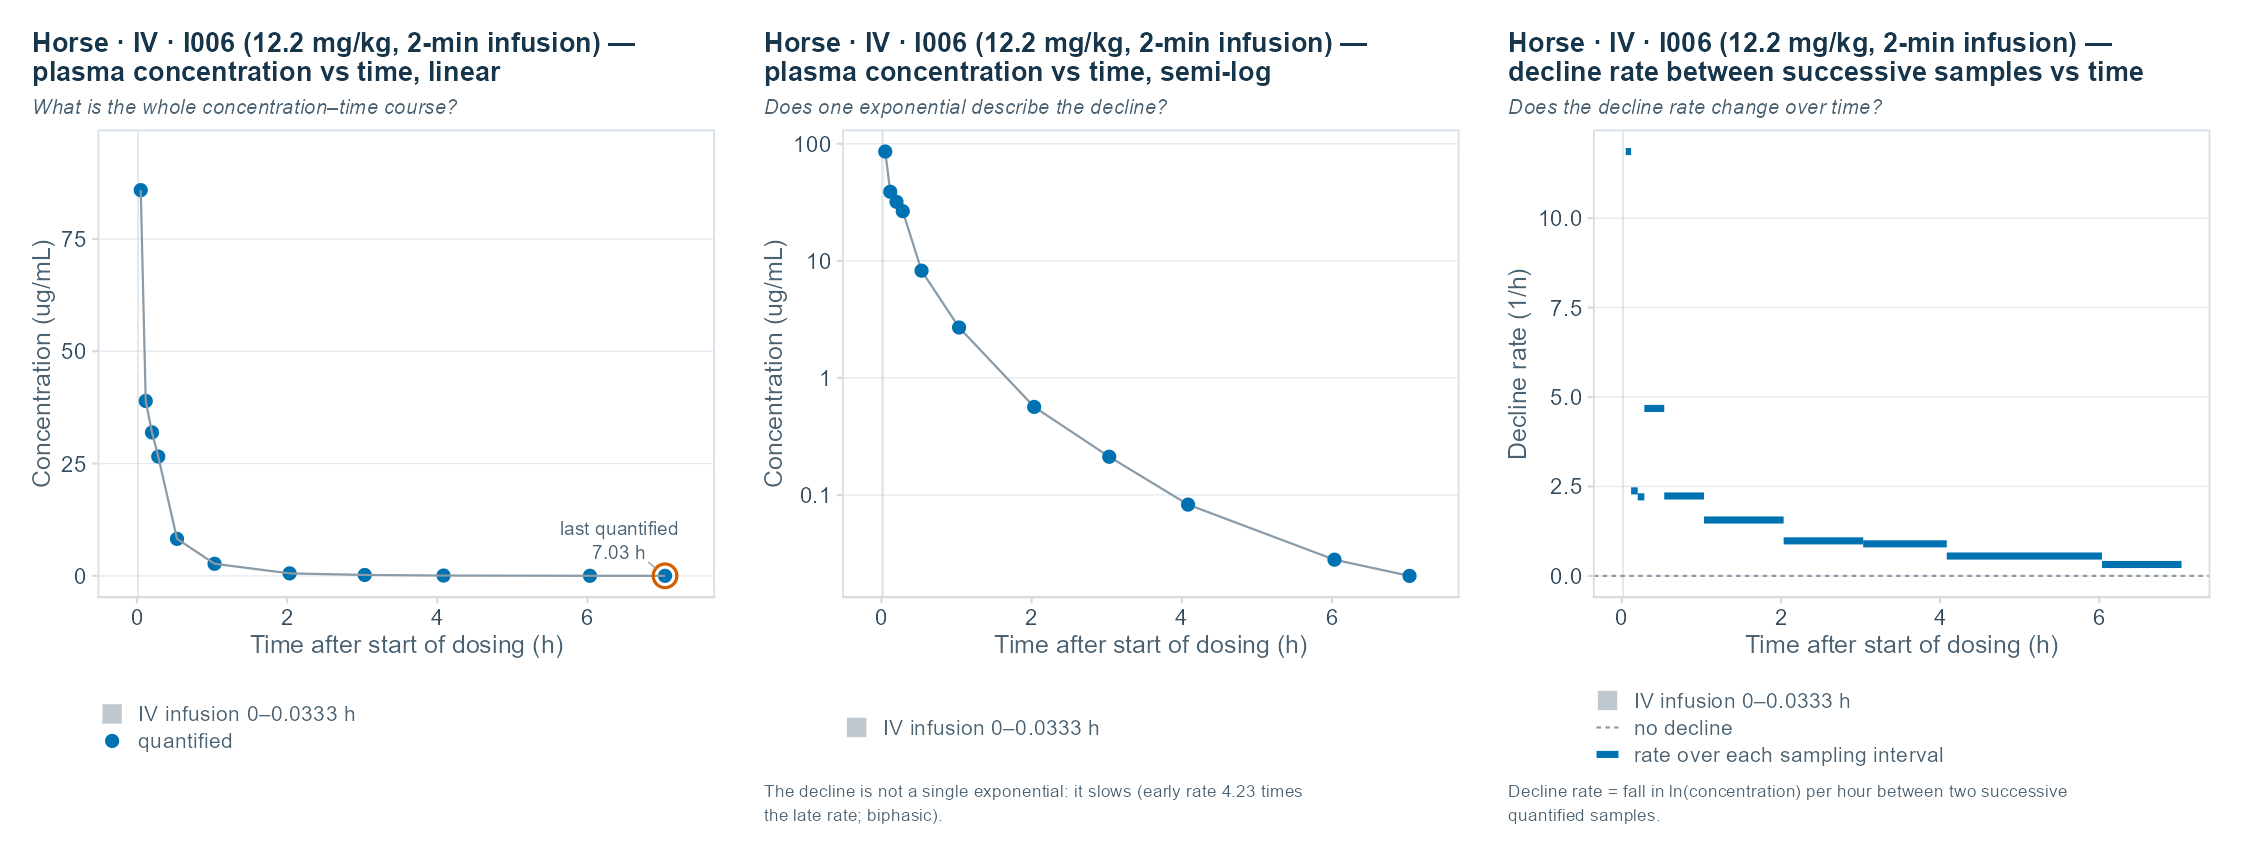 Horse · IV · I006 (12.2 mg/kg, 2-min infusion) —
plasma concentration vs time, linear
What is the whole concentration–time course?
Concentration (ug/mL)
75
50
25
0
last quantified
7.03 h
0
2
4
6
Time after start of dosing (h)
IV infusion 0–0.0333 h
quantified
Horse · IV · I006 (12.2 mg/kg, 2-min infusion) —
plasma concentration vs time, semi-log
Does one exponential describe the decline?
Concentration (ug/mL)
100
10
1
0.1
0
2
4
6
Time after start of dosing (h)
IV infusion 0–0.0333 h
The decline is not a single exponential: it slows (early rate 4.23 times
the late rate; biphasic).
Horse · IV · I006 (12.2 mg/kg, 2-min infusion) —
decline rate between successive samples vs time
Does the decline rate change over time?
Decline rate (1/h)
10.0
7.5
5.0
2.5
0.0
0
2
4
6
Time after start of dosing (h)
IV infusion 0–0.0333 h
no decline
rate over each sampling interval
Decline rate = fall in ln(concentration) per hour between two successive
quantified samples.